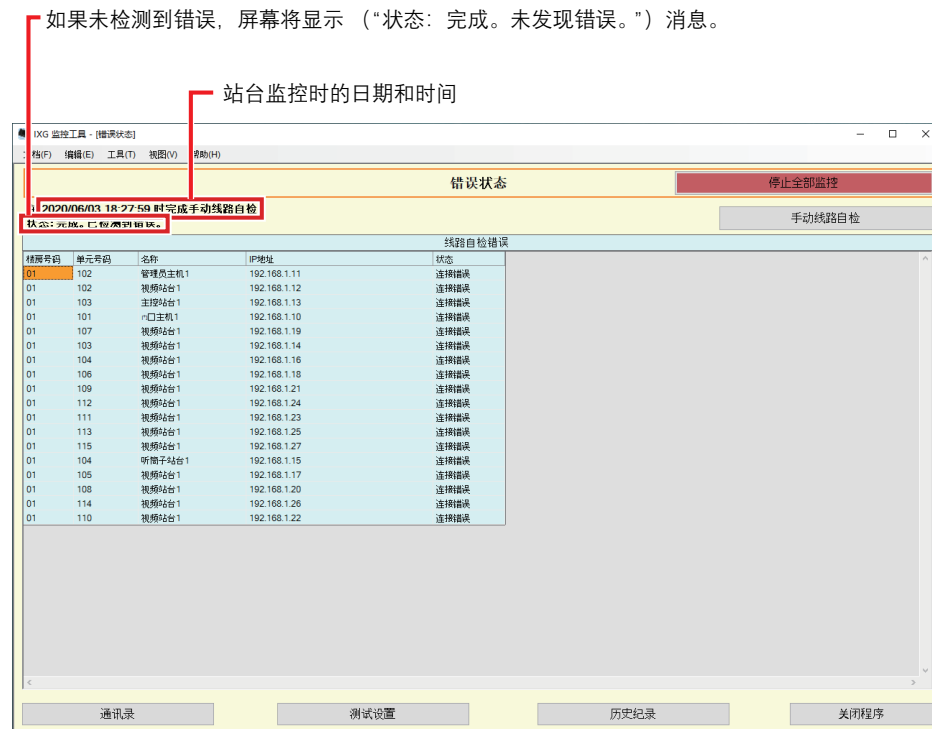 如果未检测到错误，屏幕将显示 （“状态：完成。未发现错误。”）消息。
站台监控时的日期和时间
IXG 监控工具 - [错误状态]
文档(F) 编辑(E) 工具(T) 视图(V) 帮助(H)
错误状态 停止全部监控
2020/06/03 18:27:59 时完成手动线路自检
状态：完成。已检测到错误。 手动线路自检
线路自检错误
楼房号码 单元号码 名称 IP地址 状态
01 102 管理员主机1 192.168.1.11 连接错误
01 102 视频站台1 192.168.1.12 连接错误
01 103 主控站台1 192.168.1.13 连接错误
01 101 门口主机1 192.168.1.10 连接错误
01 107 视频站台1 192.168.1.19 连接错误
01 103 视频站台1 192.168.1.14 连接错误
01 104 视频站台1 192.168.1.16 连接错误
01 106 视频站台1 192.168.1.18 连接错误
01 109 视频站台1 192.168.1.21 连接错误
01 112 视频站台1 192.168.1.24 连接错误
01 111 视频站台1 192.168.1.23 连接错误
01 113 视频站台1 192.168.1.25 连接错误
01 115 视频站台1 192.168.1.27 连接错误
01 104 听筒子站台1 192.168.1.15 连接错误
01 105 视频站台1 192.168.1.17 连接错误
01 108 视频站台1 192.168.1.20 连接错误
01 114 视频站台1 192.168.1.26 连接错误
01 110 视频站台1 192.168.1.22 连接错误
通讯录 测试设置 历史纪录 关闭程序